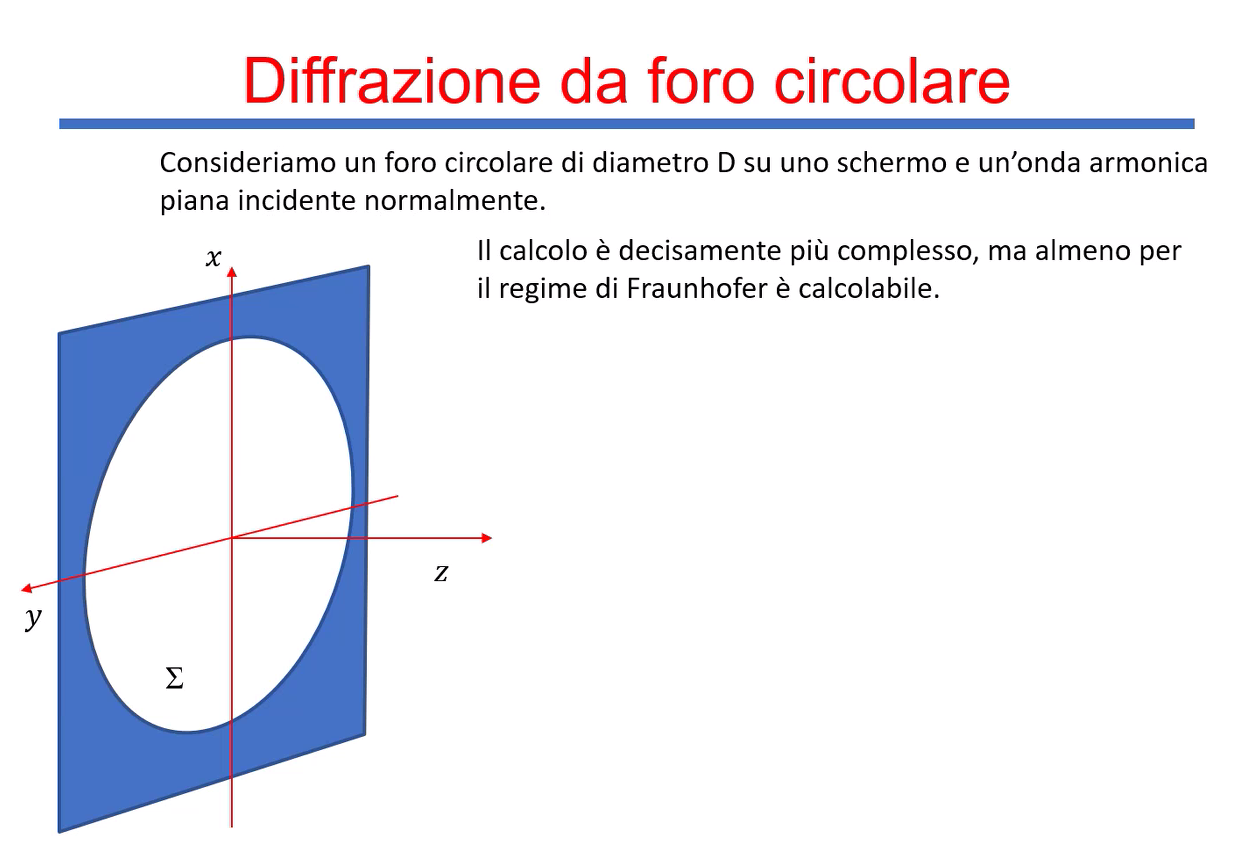 Diffrazione da foro circolare
Consideriamo un foro circolare di diametro D su uno schermo e un’onda armonica
piana incidente normalmente.
Il calcolo è decisamente più complesso, ma almeno per
il regime di Fraunhofer è calcolabile.
x
z
y
Σ